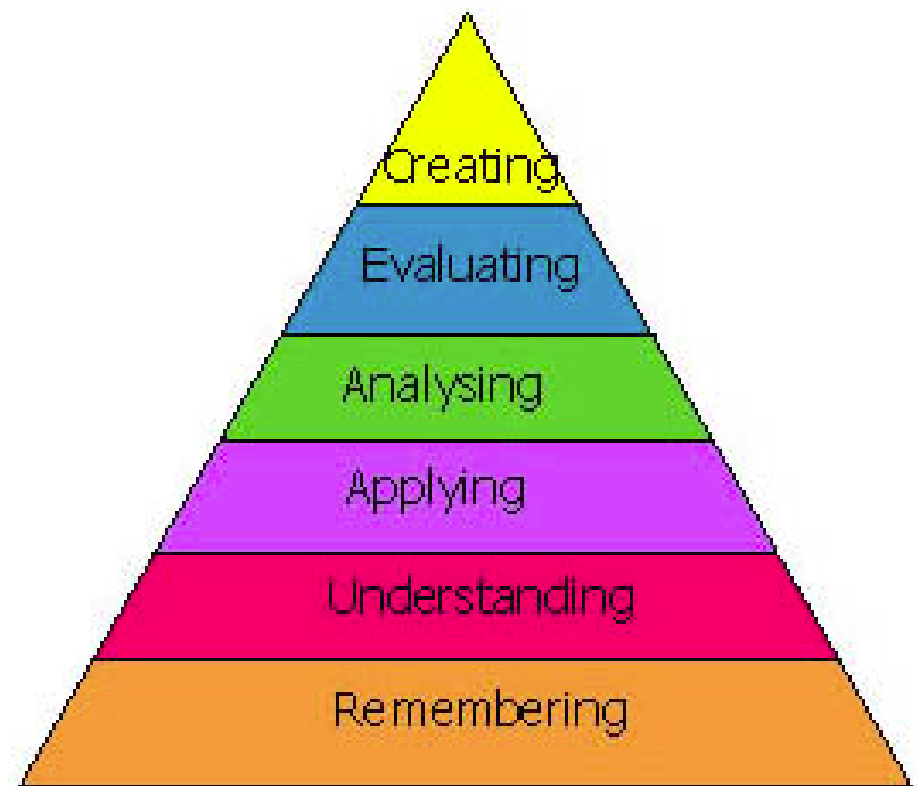 Creating
Evaluating
Analysing
Applying
Understanding
Remembering